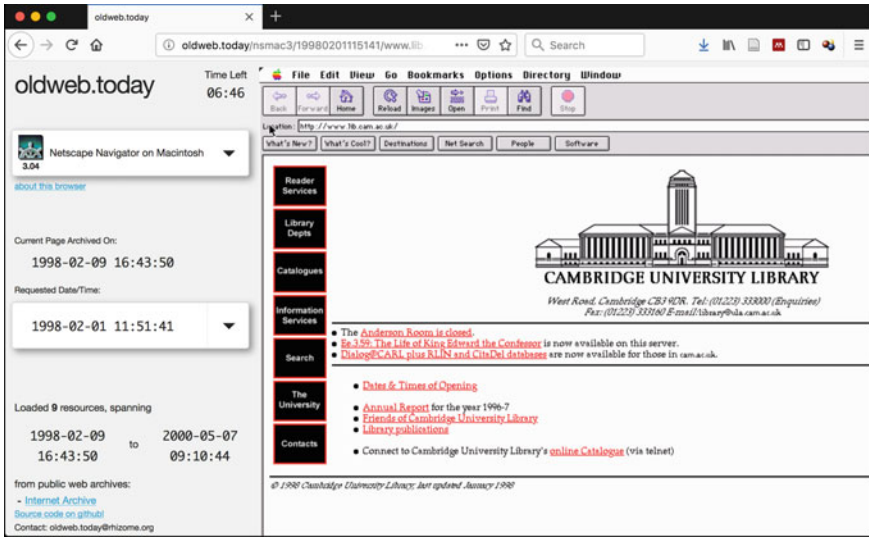 oldweb.today
oldweb.today/nsmac3/19980201115141/www.lib
Search
oldweb.today
Time Left
06:46
Netscape Navigator on Macintosh
3.04
about this browser
Current Page Archived On:
1998-02-09 16:43:50
Requested Date/Time:
1998-02-01 11:51:41
Loaded 9 resources, spanning
1998-02-09 to 2000-05-07
16:43:50 09:10:44
from public web archives:
- Internet Archive
Source code on github!
Contact: oldweb.today@rhizome.org
File Edit View Go Bookmarks Options Directory Window
Back Forward Home Reload Images Open Print Find Stop
Location: http://www.lib.cam.ac.uk/
What's New? What's Cool? Destinations Net Search People Software
Reader
Services
Library
Depts
Catalogues
Information
Services
Search
The
University
Contacts
CAMBRIDGE UNIVERSITY LIBRARY
West Road, Cambridge CB3 9DR. Tel: (01223) 333000 (Enquiries)
Fax: (01223) 333160 E-mail:library@ula.cam.ac.uk
• The Anderson Room is closed.
• Ee.3.59: The Life of King Edward the Confessor is now available on this server.
• Dialog@CARL plus RLIN and CitaDel databases are now available for those in cam.ac.uk.
• Dates & Times of Opening
• Annual Report for the year 1996-7
• Friends of Cambridge University Library
• Library publications
• Connect to Cambridge University Library's online Catalogue (via telnet)
© 1998 Cambridge University Library, last updated January 1998